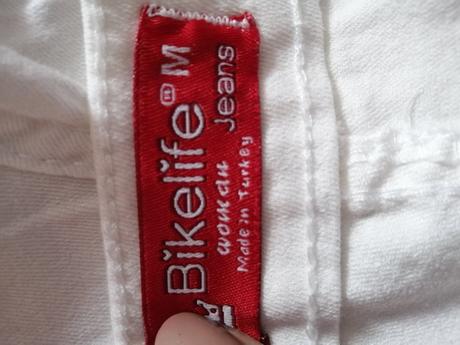 Bikelife® M
woman Jeans
Made in Turkey